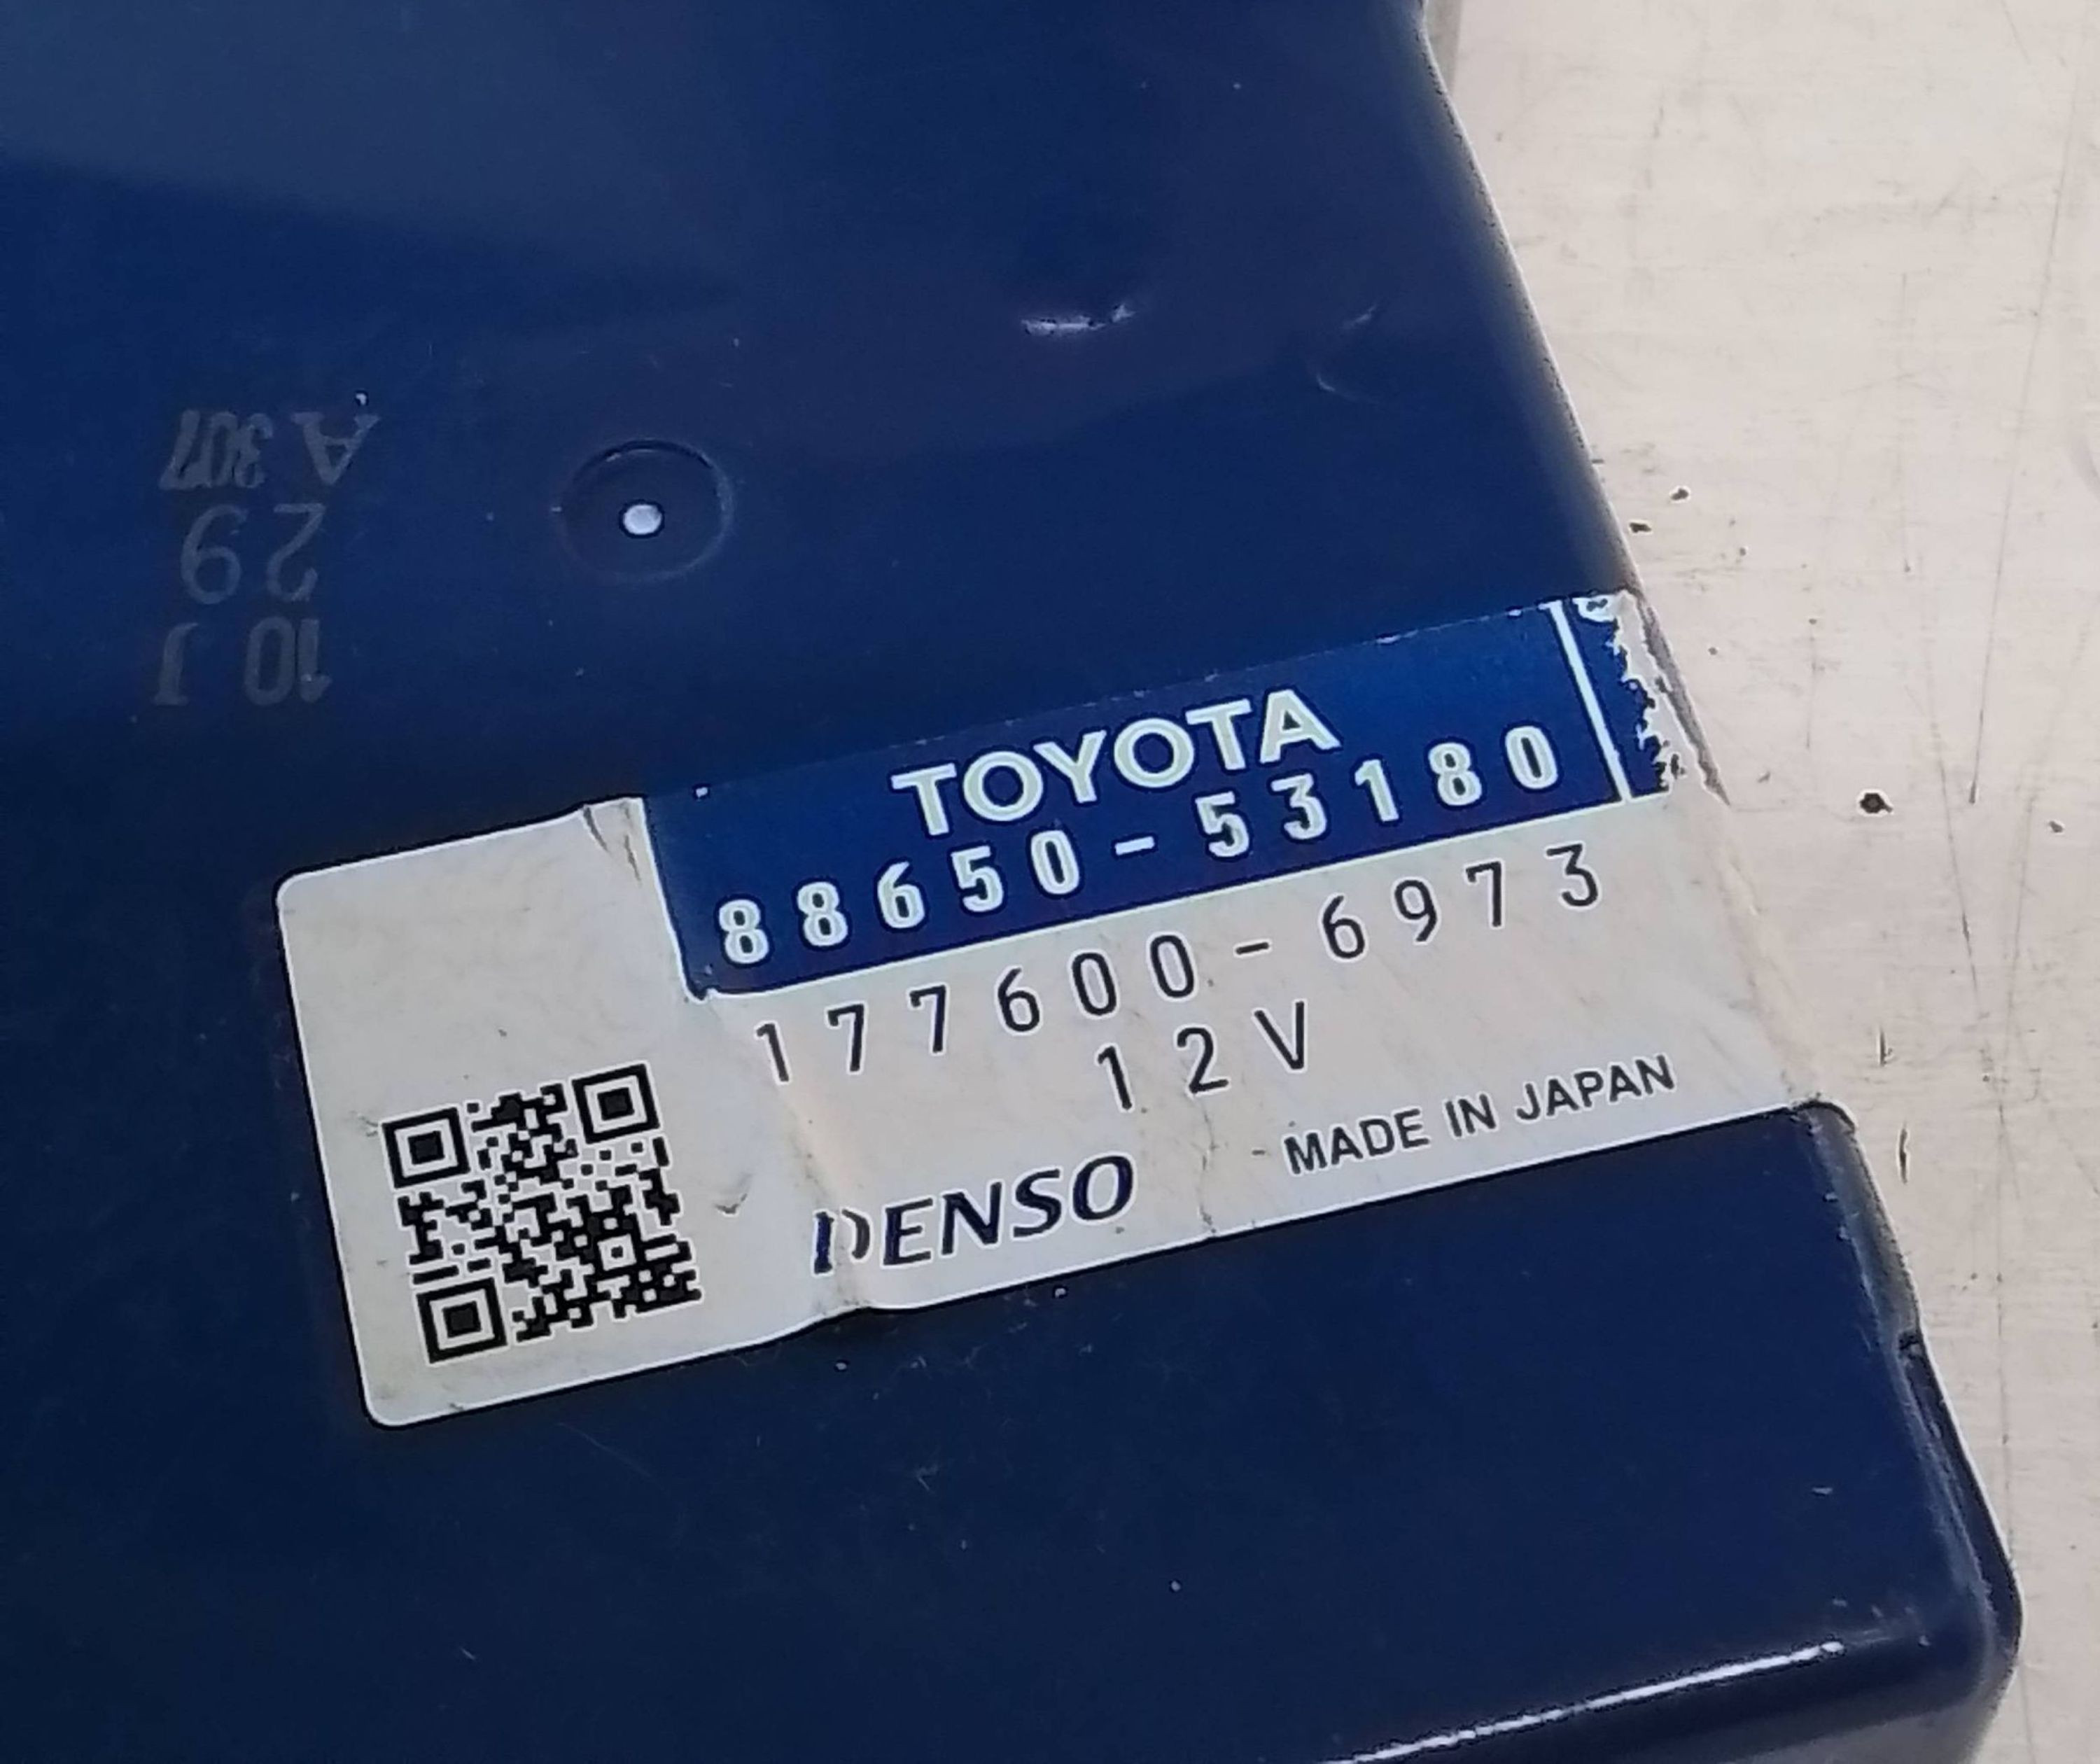 TOYOTA
88650-53180
177600-6973
12V
DENSO MADE IN JAPAN
10 J
29
A 307